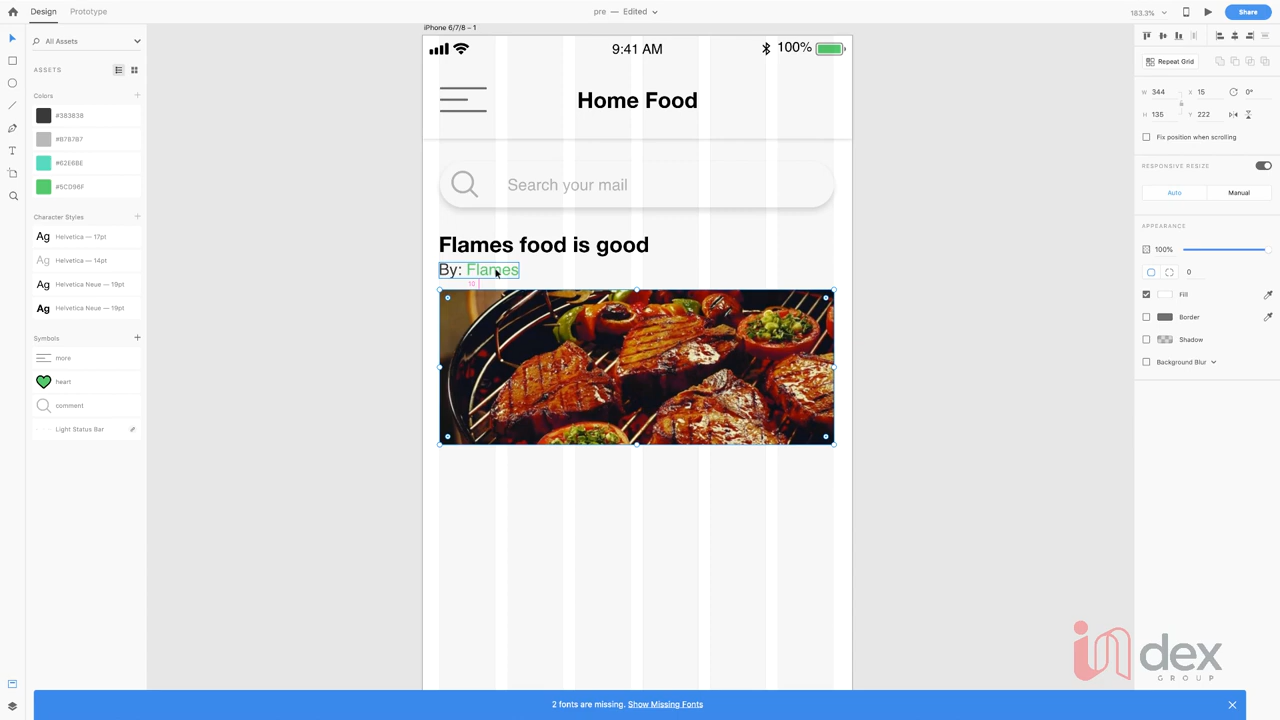 Design Prototype
pre — Edited
183.3%
Share
All Assets
ASSETS
Colors
#383838
#B7B7B7
#62E6BE
#5CD96F
Character Styles
Ag Helvetica — 17pt
Ag Helvetica — 14pt
Ag Helvetica Neue — 19pt
Ag Helvetica Neue — 19pt
Symbols
more
heart
comment
Light Status Bar
iPhone 6/7/8 – 1
9:41 AM
100%
Home Food
Search your mail
Flames food is good
By: Flames
10
Repeat Grid
W 344 X 15 0°
H 135 Y 222
Fix position when scrolling
RESPONSIVE RESIZE
Auto Manual
APPEARANCE
100%
0
Fill
Border
Shadow
Background Blur
index
GROUP
2 fonts are missing. Show Missing Fonts